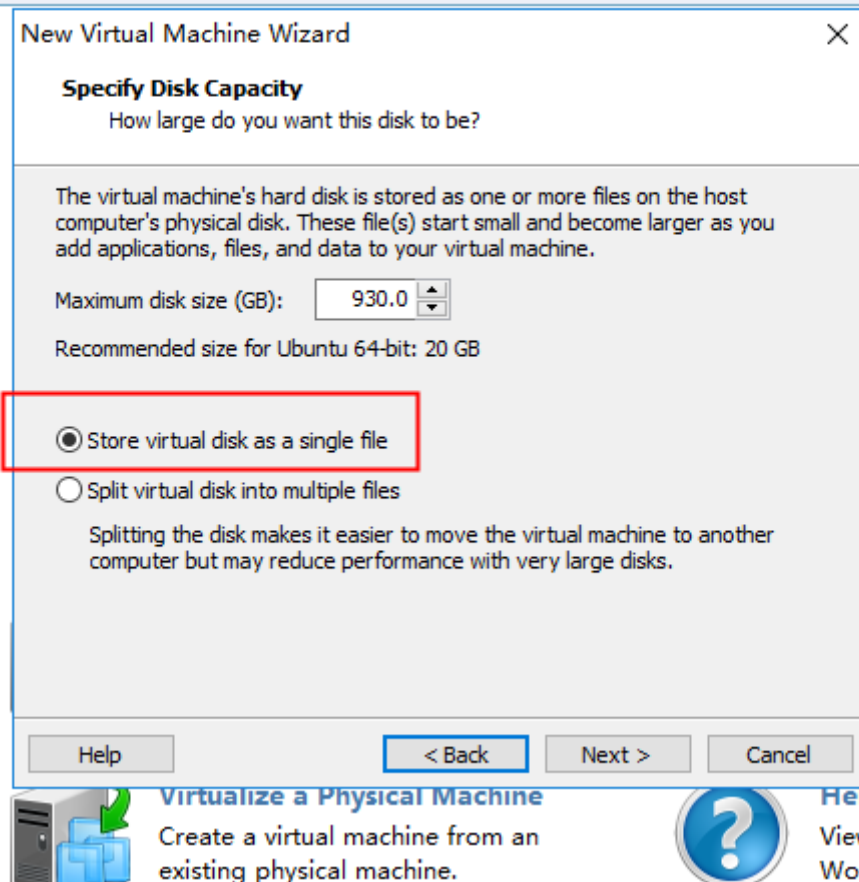 New Virtual Machine Wizard
Specify Disk Capacity
How large do you want this disk to be?
The virtual machine's hard disk is stored as one or more files on the host
computer's physical disk. These file(s) start small and become larger as you
add applications, files, and data to your virtual machine.
Maximum disk size (GB): 930.0
Recommended size for Ubuntu 64-bit: 20 GB
Store virtual disk as a single file
Split virtual disk into multiple files
Splitting the disk makes it easier to move the virtual machine to another
computer but may reduce performance with very large disks.
Help < Back Next > Cancel
Virtualize a Physical Machine
Create a virtual machine from an
existing physical machine.